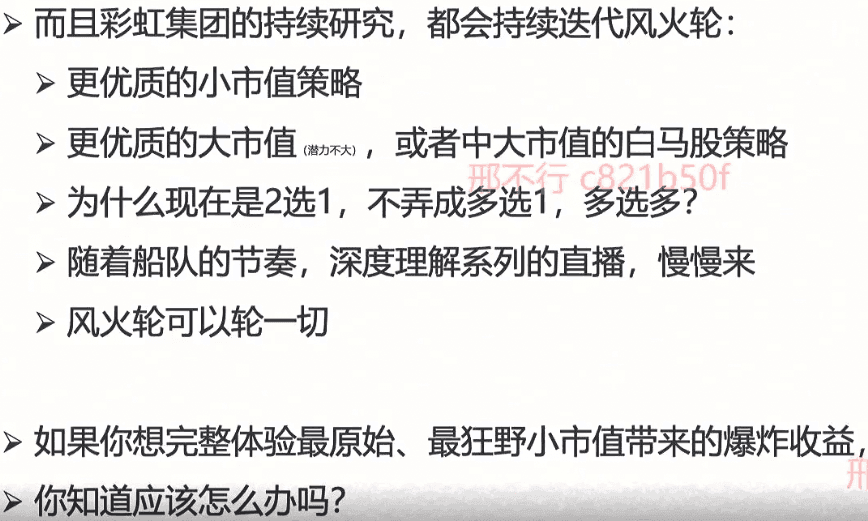 ➢ 而且彩虹集团的持续研究，都会持续迭代风火轮：
➢ 更优质的小市值策略
➢ 更优质的大市值（潜力不大），或者中大市值的白马股策略
邢不行 c821b50f
➢ 为什么现在是2选1，不弄成多选1，多选多？
➢ 随着船队的节奏，深度理解系列的直播，慢慢来
➢ 风火轮可以轮一切
➢ 如果你想完整体验最原始、最狂野小市值带来的爆炸收益，
➢ 你知道应该怎么办吗？